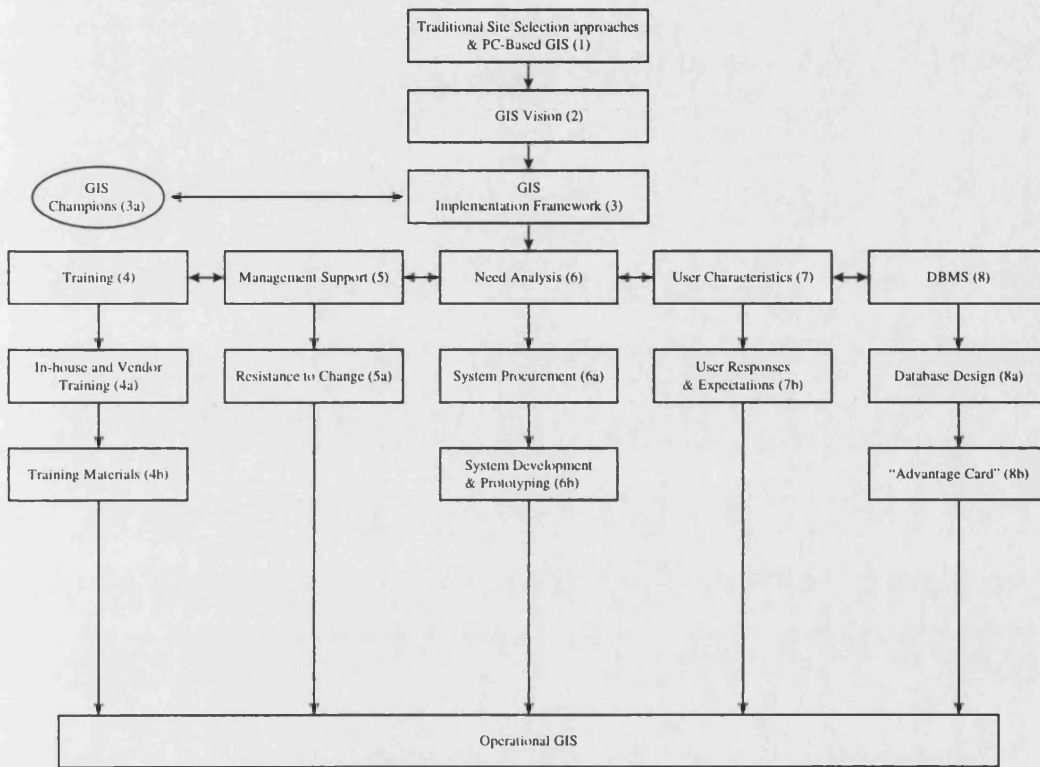 Traditional Site Selection approaches
& PC-Based GIS (1)
GIS Vision (2)
GIS
Champions (3a)
GIS
Implementation Framework (3)
Training (4)
Management Support (5)
Need Analysis (6)
User Characteristics (7)
DBMS (8)
In-house and Vendor
Training (4a)
Resistance to Change (5a)
System Procurement (6a)
User Responses
& Expectations (7b)
Database Design (8a)
Training Materials (4b)
System Development
& Prototyping (6b)
“Advantage Card” (8b)
Operational GIS